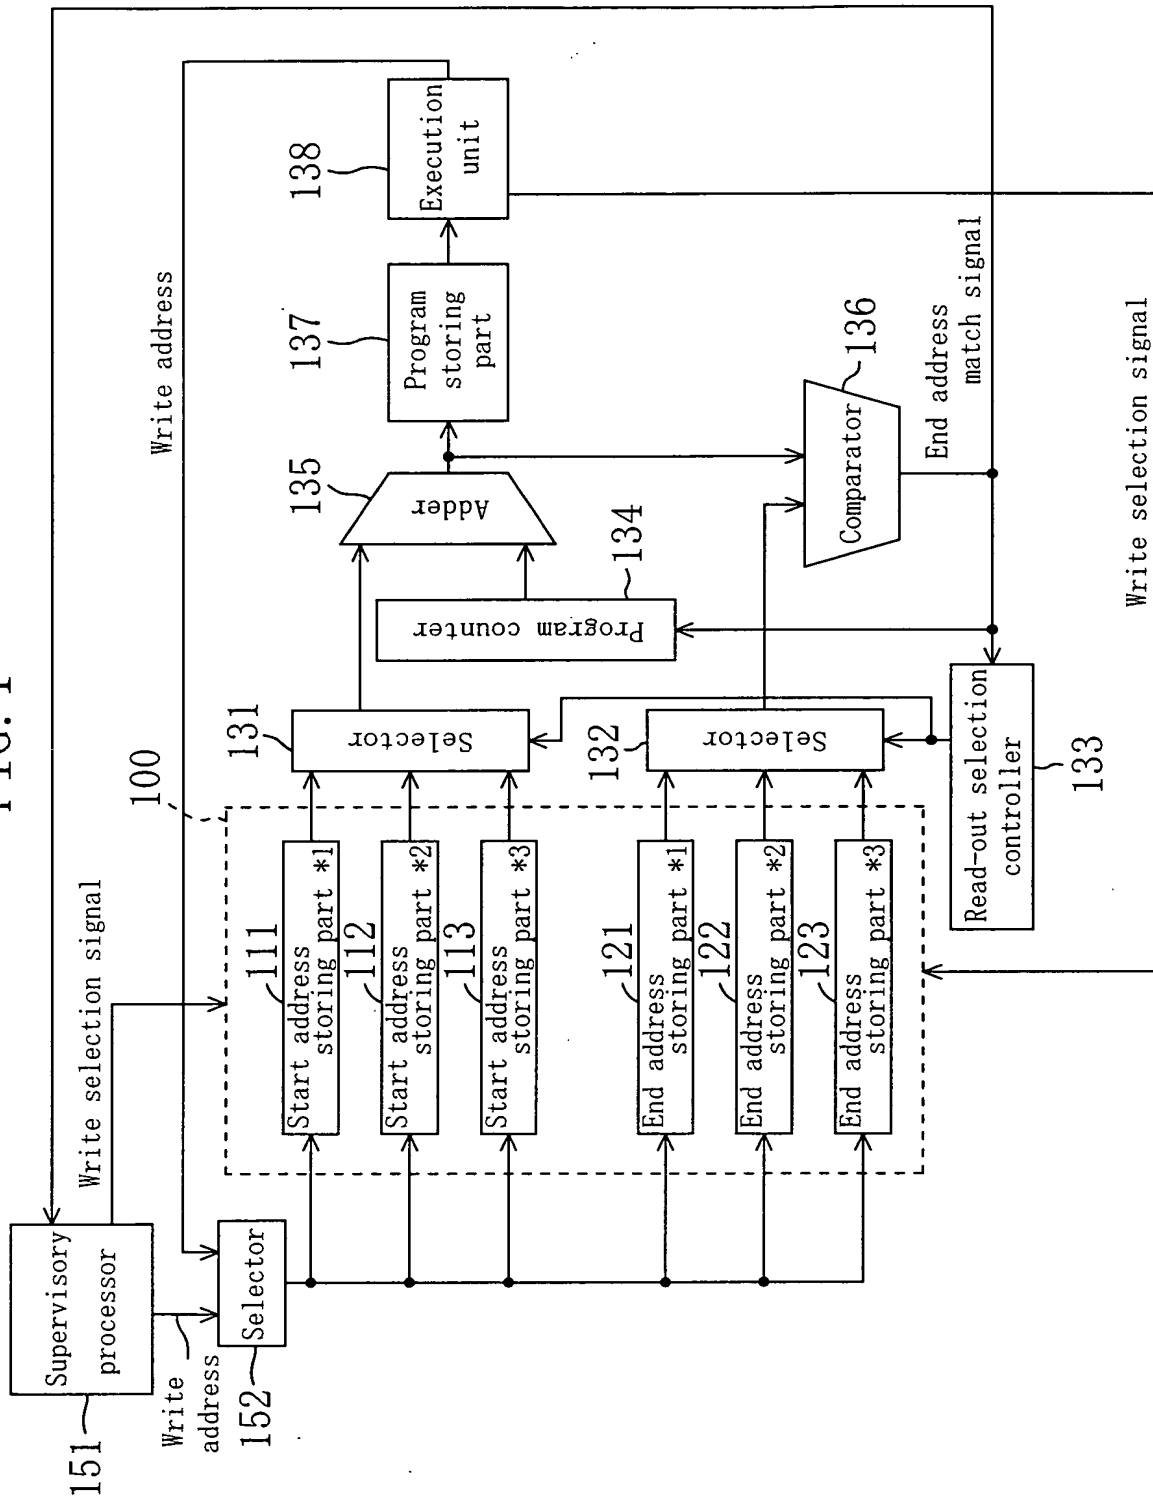 FIG. 1
151
Supervisory
processor
Write selection signal
Write
address
152
Selector
Write address
100
111
Start address
storing part *1
112
Start address
storing part *2
113
Start address
storing part *3
121
End address
storing part *1
122
End address
storing part *2
123
End address
storing part *3
131
Selector
132
Selector
Read-out selection
controller
133
Program counter
134
135
Adder
Comparator
136
137
Program
storing
part
138
Execution
unit
End address
match signal
Write selection signal